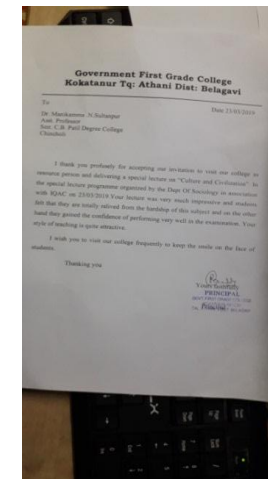 Government First Grade College
Kokatanur Tq: Athani Dist: Belagavi
To
Date 23/03/2019
Dr. Manikamma .N.Sultanpur
Asst. Professor
Smt. C.B. Patil Degree College
Chincholi
I thank you profusely for accepting our invitation to visit our college as
resource person and delivering a special lecture on "Culture and Civilization". In
the special lecture programme organized by the Dept Of Sociology in association
with IQAC on 23/03/2019 Your lecture was very much impressive and students
felt that they are totally relived from the hardship of this subject and on the other
hand they gained the confidence of performing very well in the examination. Your
style of teaching is quite attractive.
I wish you to visit our college frequently to keep the smile on the face of
students.
Thanking you
Yours Sincerely
PRINCIPAL